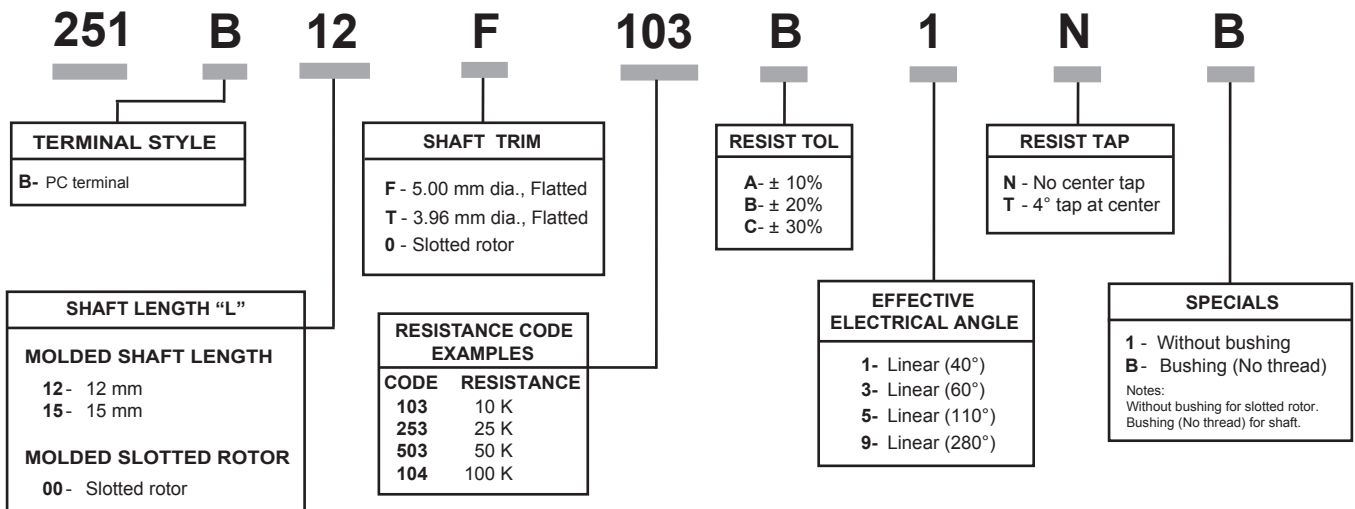 251 B 12 F 103 B 1 N B
TERMINAL STYLE
B- PC terminal
SHAFT LENGTH “L”
MOLDED SHAFT LENGTH
12 - 12 mm
15 - 15 mm
MOLDED SLOTTED ROTOR
00 - Slotted rotor
SHAFT TRIM
F - 5.00 mm dia., Flatted
T - 3.96 mm dia., Flatted
0 - Slotted rotor
RESISTANCE CODE
EXAMPLES
CODE RESISTANCE
103 10 K
253 25 K
503 50 K
104 100 K
RESIST TOL
A- ± 10%
B- ± 20%
C- ± 30%
EFFECTIVE
ELECTRICAL ANGLE
1- Linear (40°)
3- Linear (60°)
5- Linear (110°)
9- Linear (280°)
RESIST TAP
N - No center tap
T - 4° tap at center
SPECIALS
1 - Without bushing
B - Bushing (No thread)
Notes:
Without bushing for slotted rotor.
Bushing (No thread) for shaft.